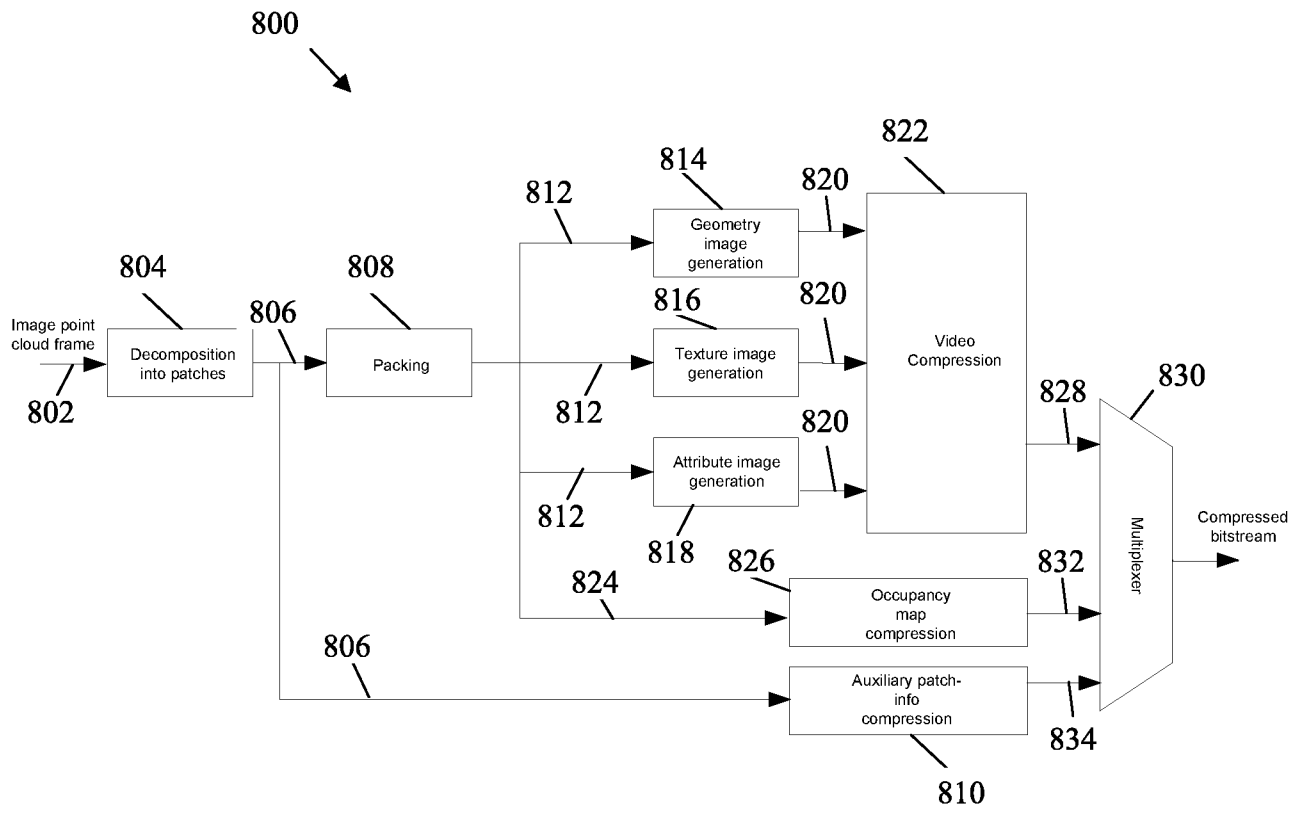 800
822
814
820
812
Geometry
image
generation
804
808
806
816
820
Image point
cloud frame
Decomposition
into patches
Packing
Texture image
generation
Video
Compression
802
812
828
830
820
Attribute image
generation
812
818
Multiplexer
Compressed
bitstream
826
832
824
Occupancy
map
compression
806
Auxiliary patch-
info
compression
834
810